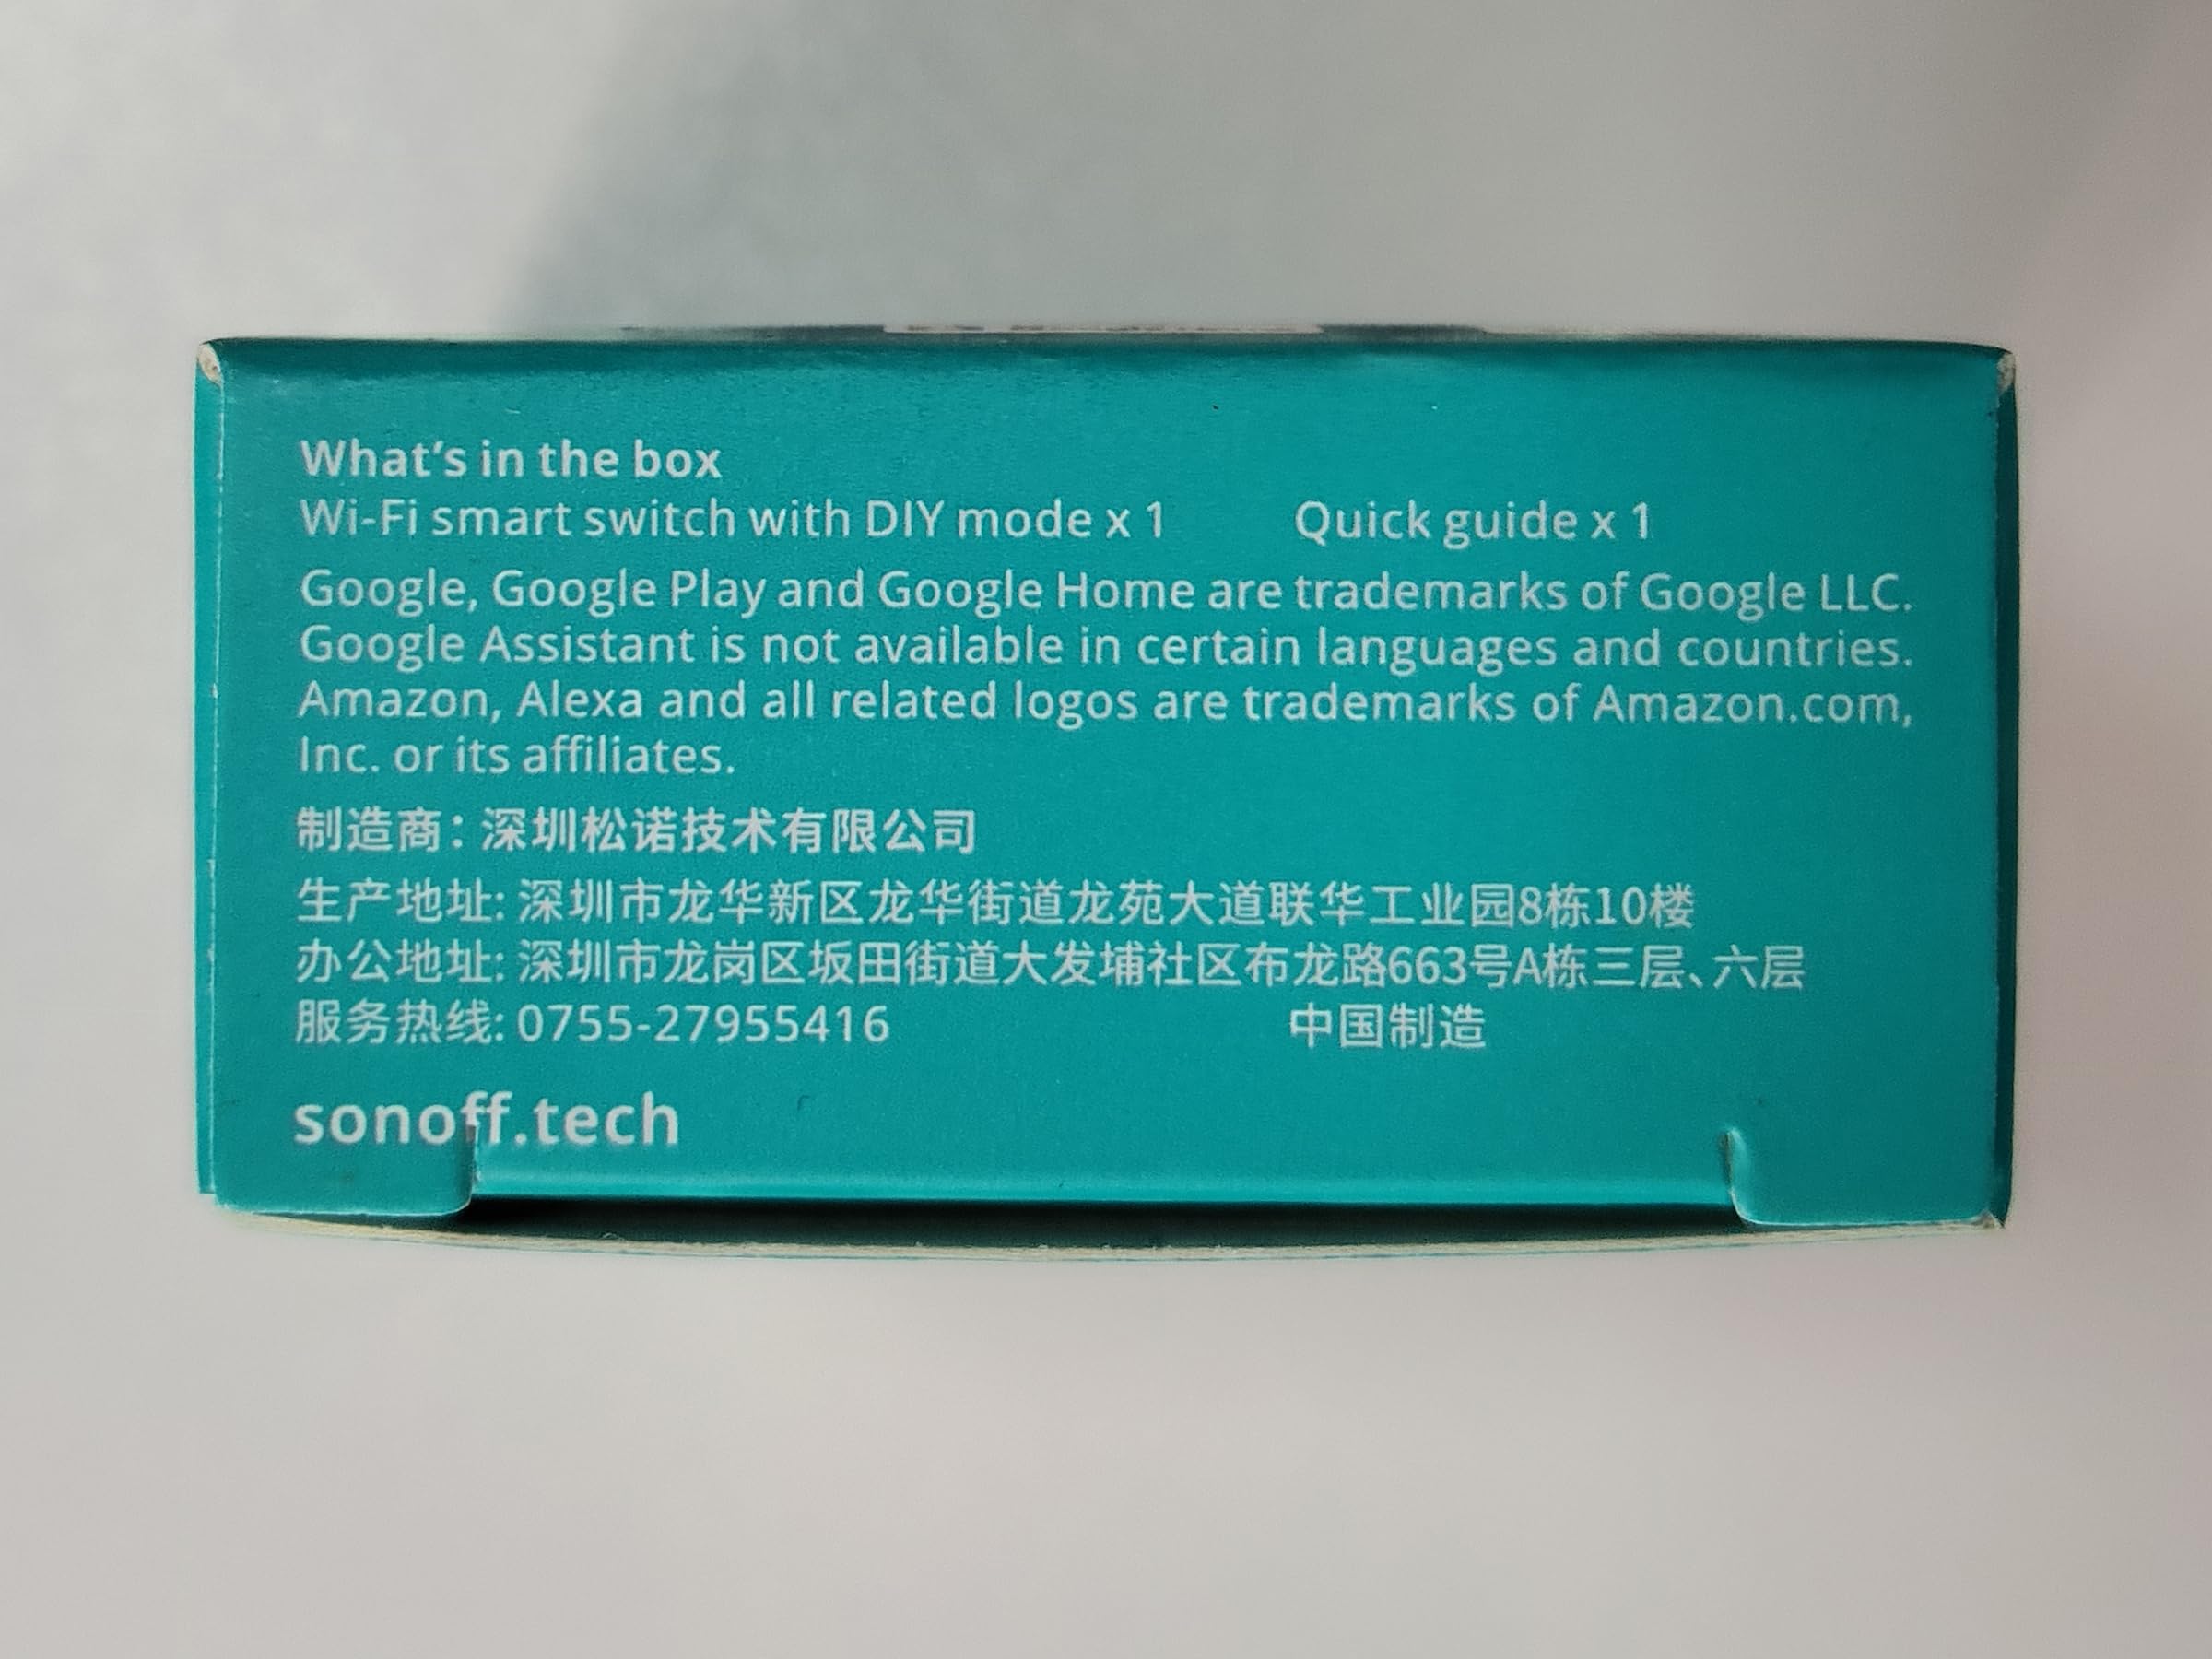 What's in the box
Wi-Fi smart switch with DIY mode x 1 Quick guide x 1
Google, Google Play and Google Home are trademarks of Google LLC.
Google Assistant is not available in certain languages and countries.
Amazon, Alexa and all related logos are trademarks of Amazon.com,
Inc. or its affiliates.
制造商：深圳松诺技术有限公司
生产地址: 深圳市龙华新区龙华街道龙苑大道联华工业园8栋10楼
办公地址: 深圳市龙岗区坂田街道大发埔社区布龙路663号A栋三层、六层
服务热线: 0755-27955416 中国制造
sonoff.tech